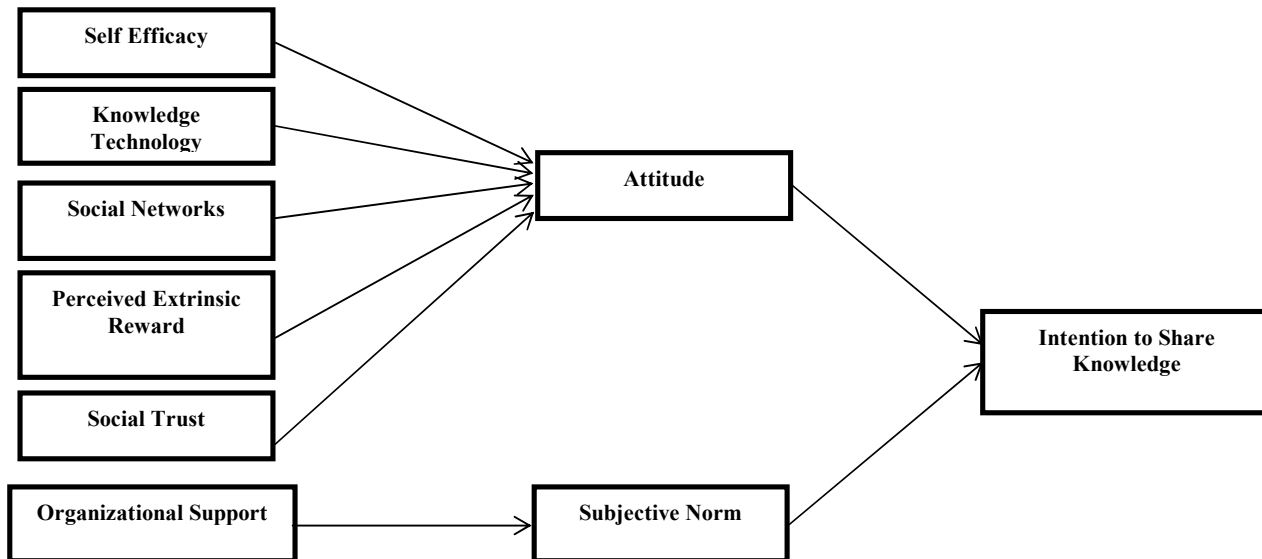 Self Efficacy
Knowledge
Technology
Social Networks
Perceived Extrinsic
Reward
Social Trust
Organizational Support
Attitude
Subjective Norm
Intention to Share
Knowledge